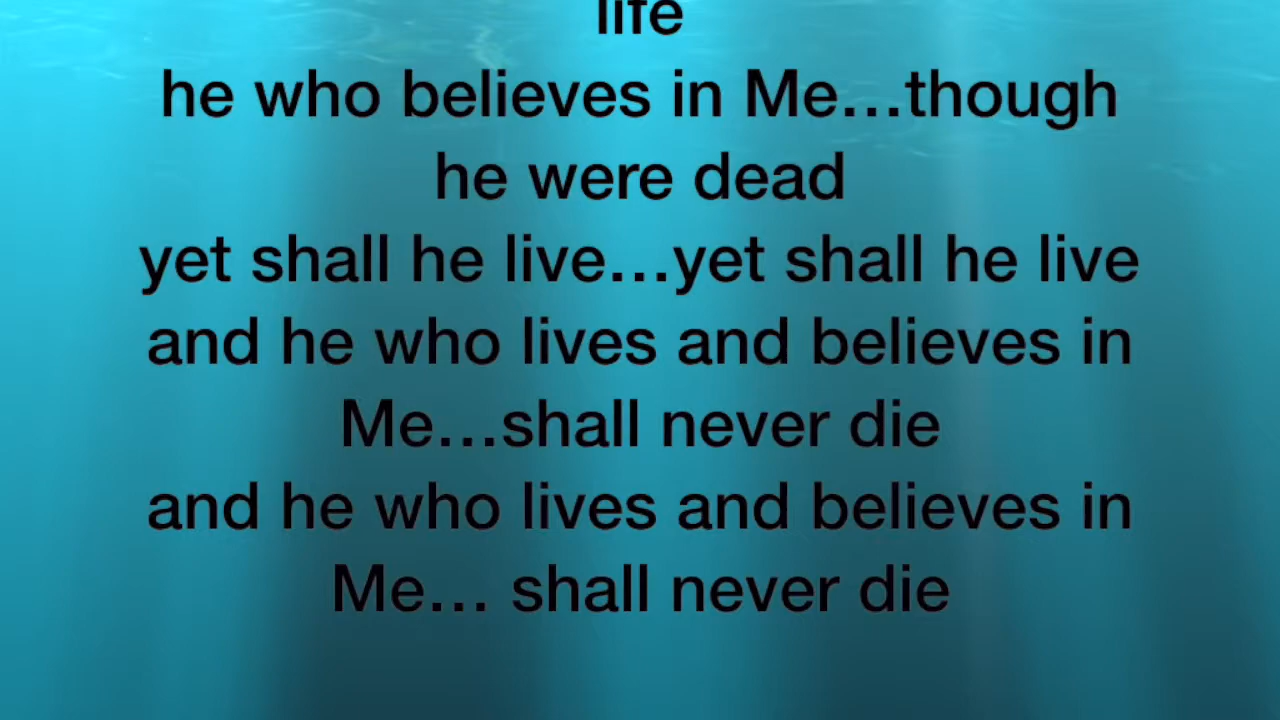 life
he who believes in Me...though
he were dead
yet shall he live...yet shall he live
and he who lives and believes in
Me...shall never die
and he who lives and believes in
Me... shall never die